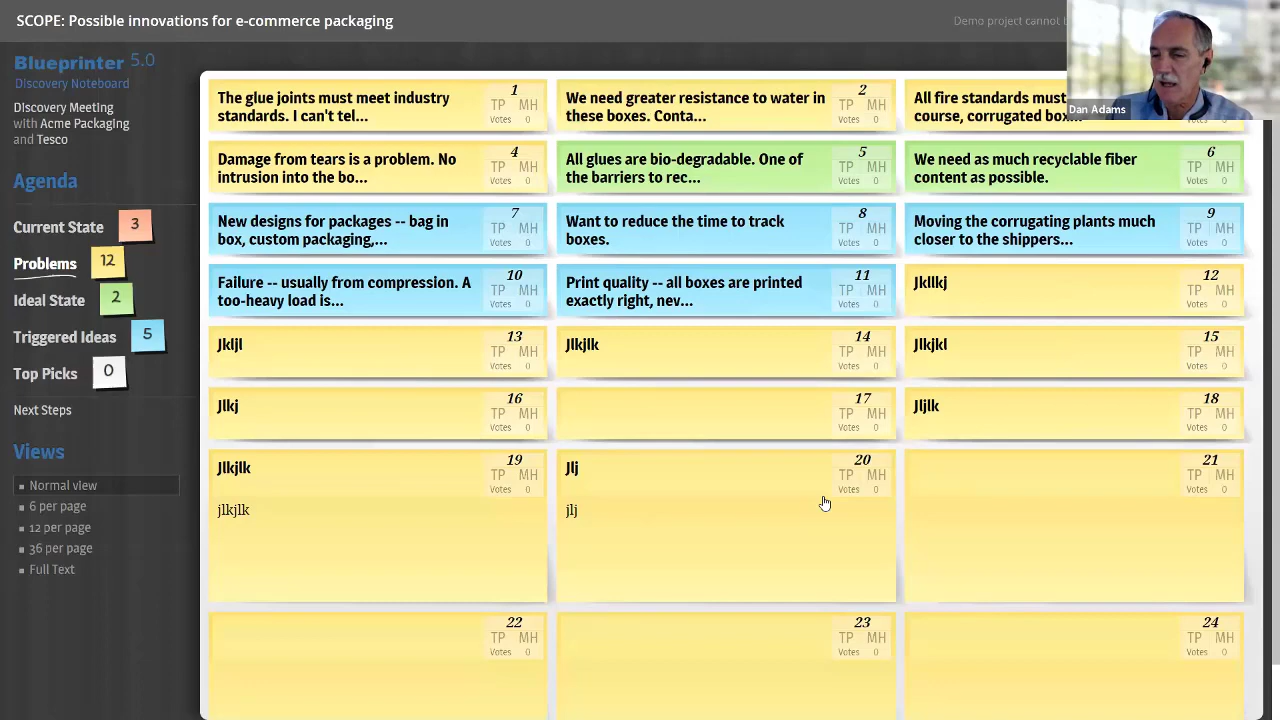 SCOPE: Possible innovations for e-commerce packaging
Demo project cannot b
Dan Adams
Blueprinter 5.0
Discovery Noteboard
Discovery Meeting
with Acme Packaging
and Tesco
Agenda
Current State 3
Problems 12
Ideal State 2
Triggered Ideas 5
Top Picks 0
Next Steps
Views
Normal view
6 per page
12 per page
36 per page
Full Text
1
The glue joints must meet industry
standards. I can't tel...
TP MH
Votes 0
2
We need greater resistance to water in
these boxes. Conta...
TP MH
Votes 0
All fire standards must
course, corrugated box...
4
Damage from tears is a problem. No
intrusion into the bo...
TP MH
Votes 0
5
All glues are bio-degradable. One of
the barriers to rec...
TP MH
Votes 0
6
We need as much recyclable fiber
content as possible.
TP MH
Votes 0
7
New designs for packages -- bag in
box, custom packaging,...
TP MH
Votes 0
8
Want to reduce the time to track
boxes.
TP MH
Votes 0
9
Moving the corrugating plants much
closer to the shippers...
TP MH
Votes 0
10
Failure -- usually from compression. A
too-heavy load is...
TP MH
Votes 0
11
Print quality -- all boxes are printed
exactly right, nev...
TP MH
Votes 0
12
Jkllkj
TP MH
Votes 0
13
Jkljl
TP MH
Votes 0
14
Jlkjlk
TP MH
Votes 0
15
Jlkjkl
TP MH
Votes 0
16
Jlkj
TP MH
Votes 0
17
TP MH
Votes 0
18
Jljlk
TP MH
Votes 0
19
Jlkjlk
TP MH
Votes 0
jlkjlk
20
Jlj
TP MH
Votes 0
jlj
21
TP MH
Votes 0
22
TP MH
Votes 0
23
TP MH
Votes 0
24
TP MH
Votes 0